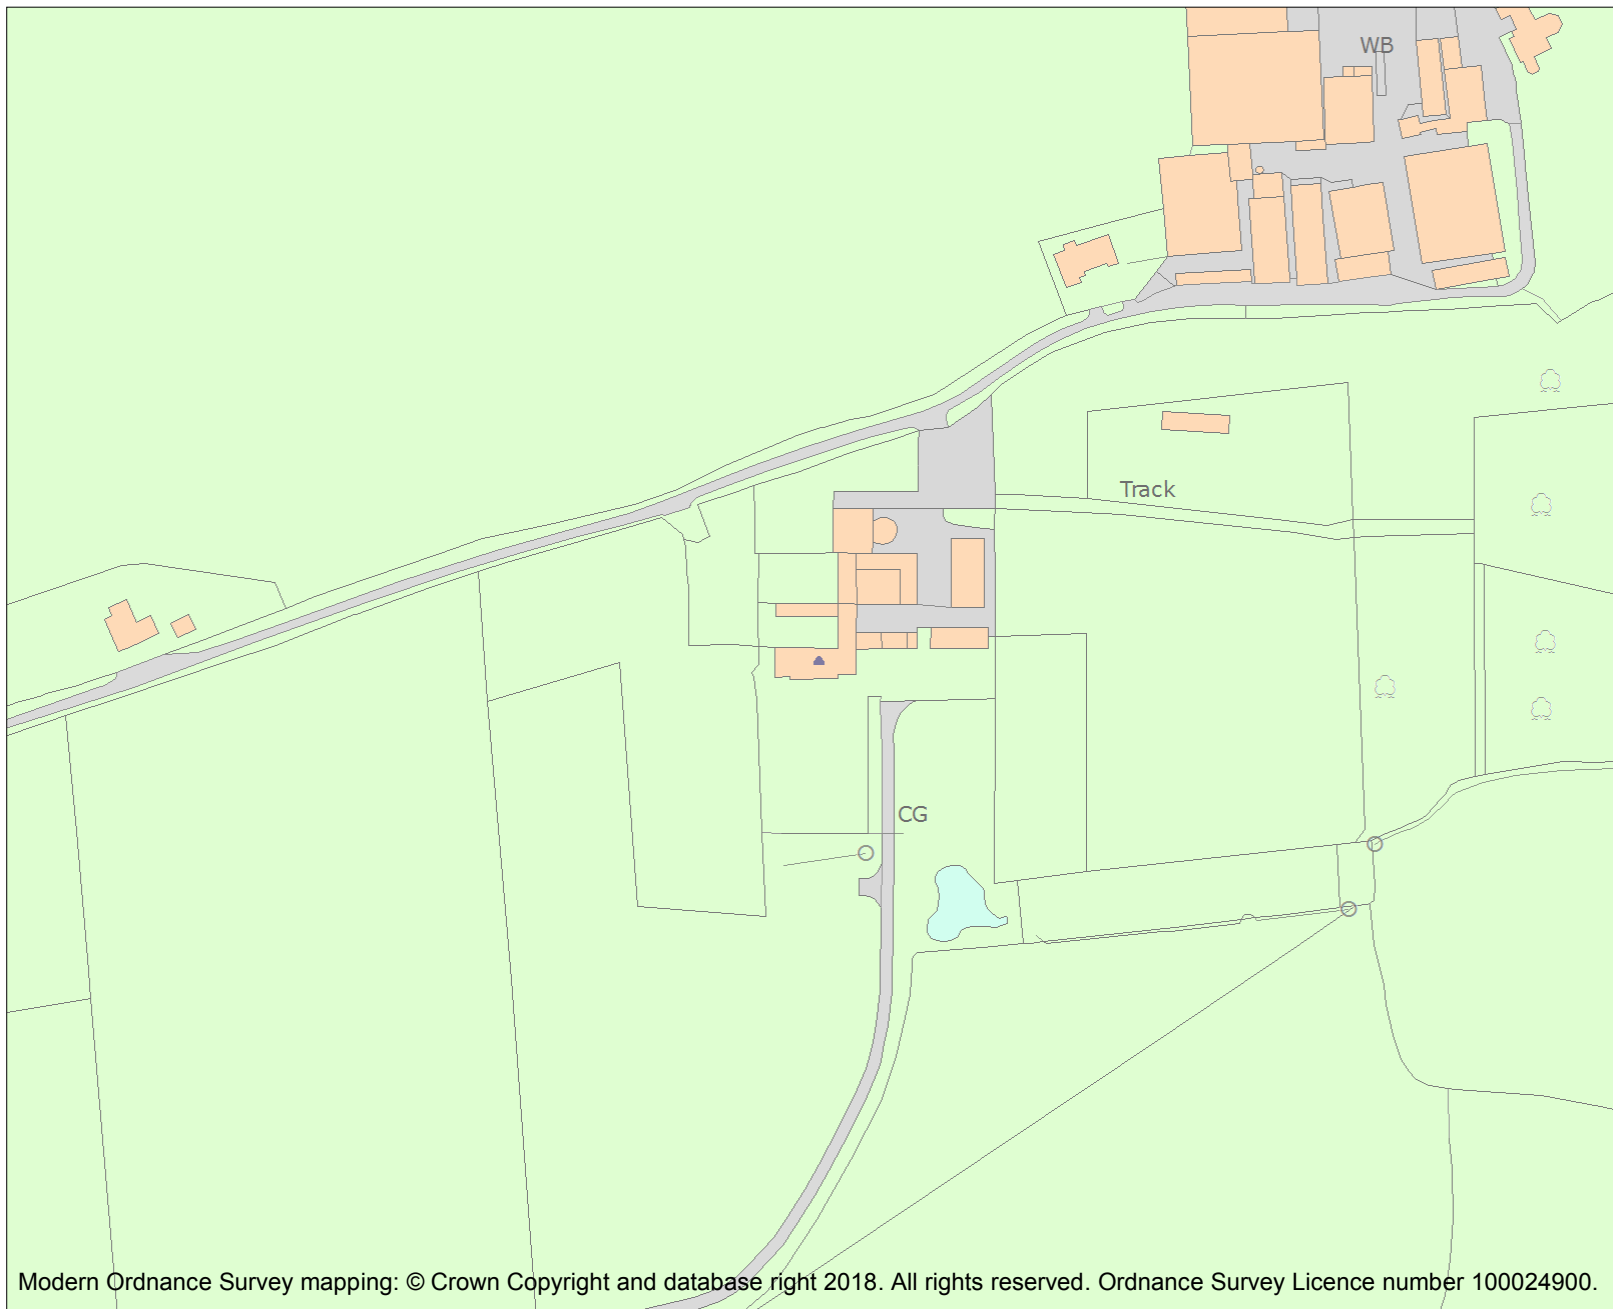 WB
Track
CG
Modern Ordnance Survey mapping: © Crown Copyright and database right 2018. All rights reserved. Ordnance Survey Licence number 100024900.